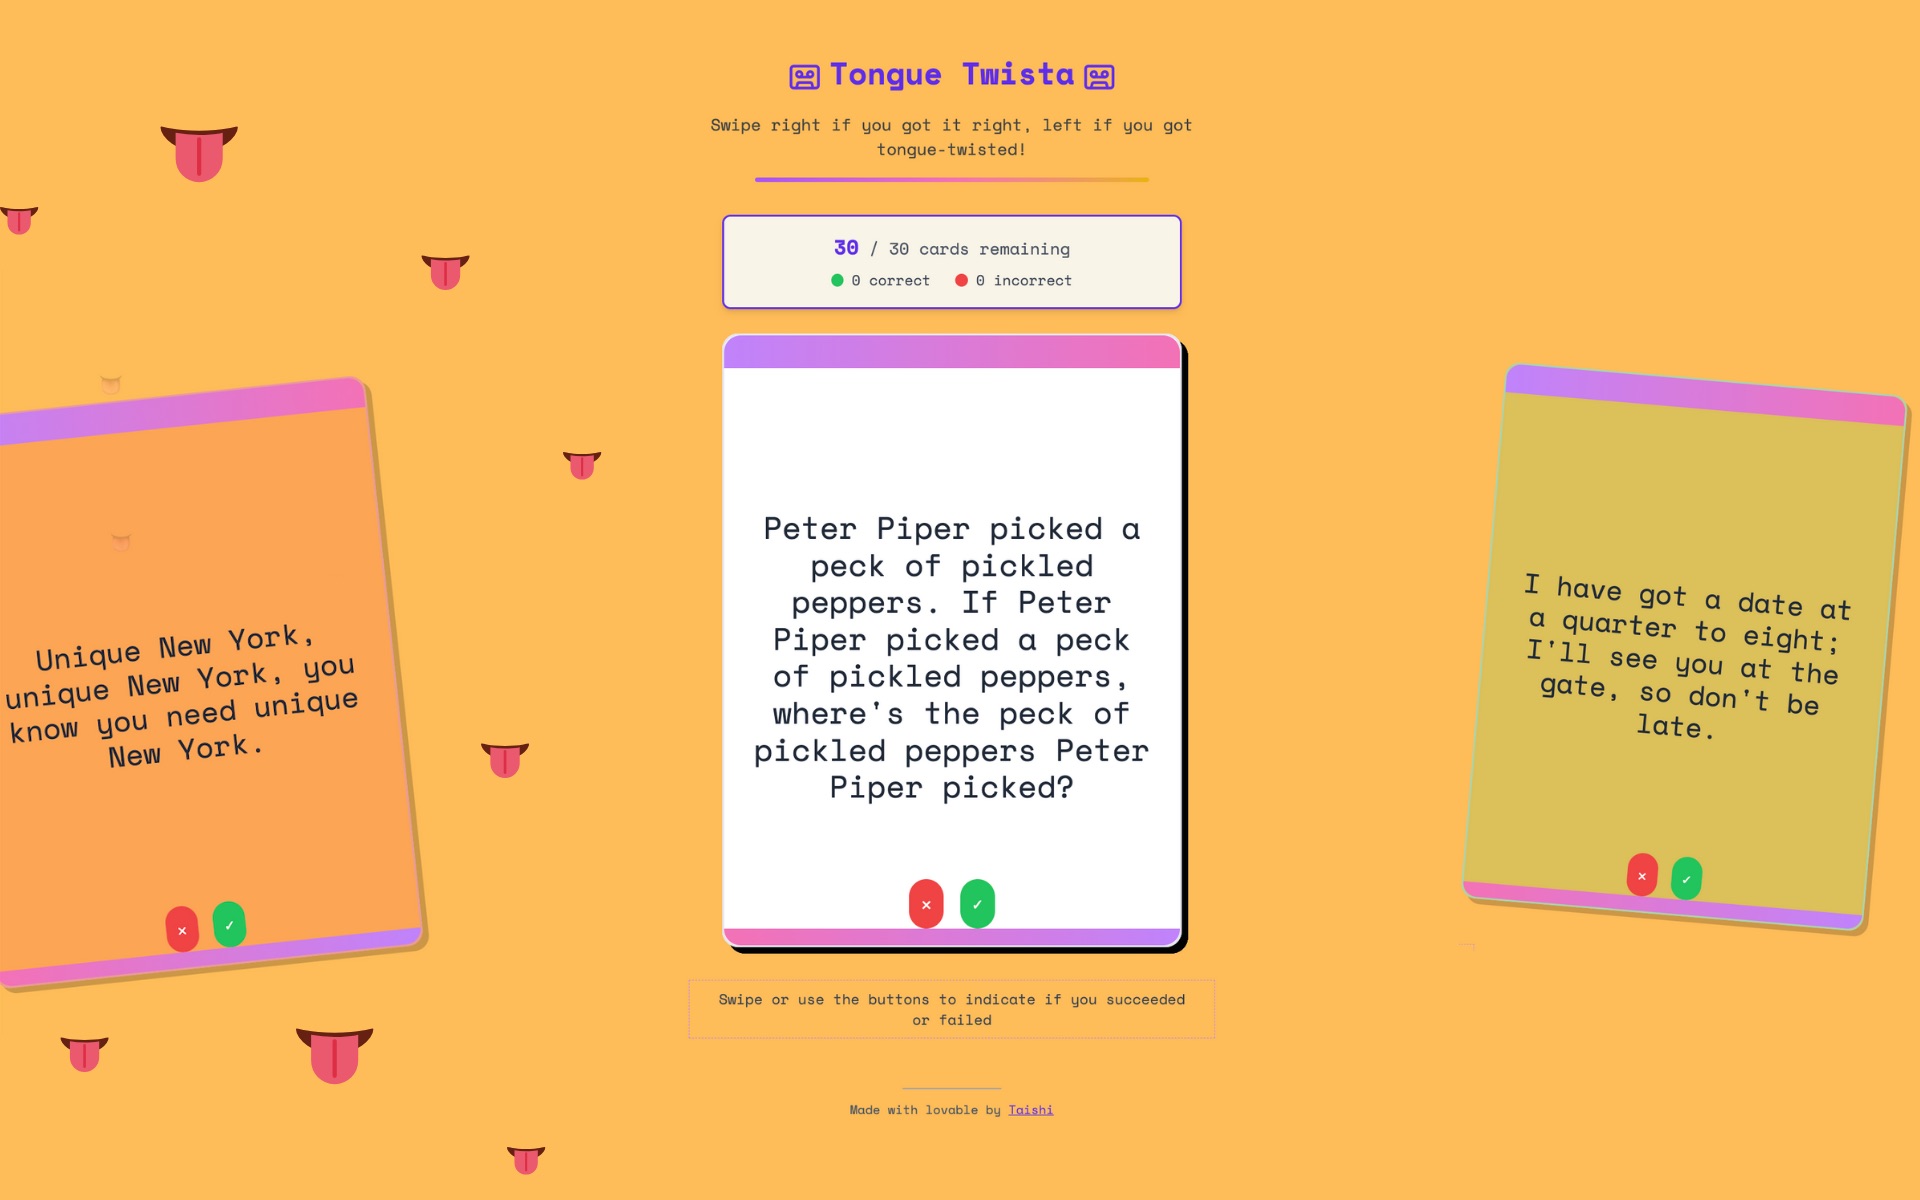 Tongue Twista
Swipe right if you got it right, left if you got
tongue-twisted!
30 / 30 cards remaining
0 correct 0 incorrect
Unique New York,
unique New York, you
know you need unique
New York.
× ✓
Peter Piper picked a
peck of pickled
peppers. If Peter
Piper picked a peck
of pickled peppers,
where's the peck of
pickled peppers Peter
Piper picked?
× ✓
I have got a date at
a quarter to eight;
I'll see you at the
gate, so don't be
late.
× ✓
Swipe or use the buttons to indicate if you succeeded
or failed
Made with lovable by Taishi